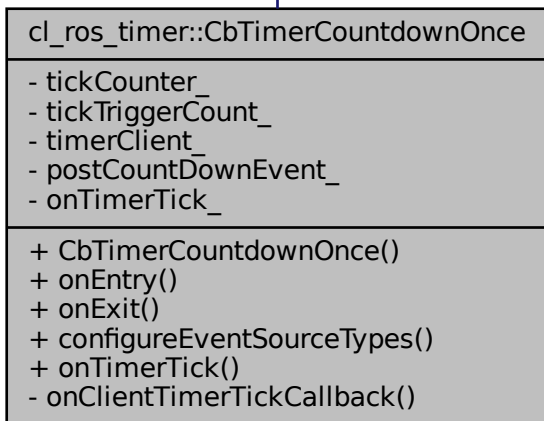 cl_ros_timer::CbTimerCountdownOnce
- tickCounter_
- tickTriggerCount_
- timerClient_
- postCountDownEvent_
- onTimerTick_
+ CbTimerCountdownOnce()
+ onEntry()
+ onExit()
+ configureEventSourceTypes()
+ onTimerTick()
- onClientTimerTickCallback()